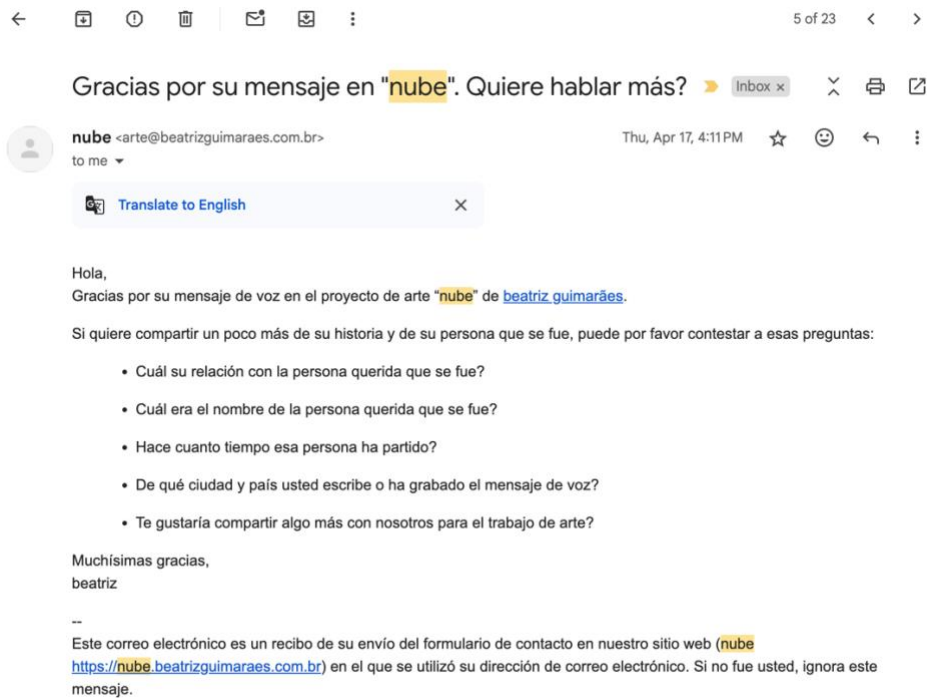 5 of 23
Gracias por su mensaje en "nube". Quiere hablar más?
Inbox ×
nube <arte@beatrizguimaraes.com.br>
Thu, Apr 17, 4:11 PM
to me
Translate to English
Hola,
Gracias por su mensaje de voz en el proyecto de arte “nube” de beatriz guimarães.
Si quiere compartir un poco más de su historia y de su persona que se fue, puede por favor contestar a esas preguntas:
• Cuál su relación con la persona querida que se fue?
• Cuál era el nombre de la persona querida que se fue?
• Hace cuanto tiempo esa persona ha partido?
• De qué ciudad y país usted escribe o ha grabado el mensaje de voz?
• Te gustaría compartir algo más con nosotros para el trabajo de arte?
Muchísimas gracias,
beatriz
--
Este correo electrónico es un recibo de su envío del formulario de contacto en nuestro sitio web (nube
https://nube.beatrizguimaraes.com.br) en el que se utilizó su dirección de correo electrónico. Si no fue usted, ignora este
mensaje.